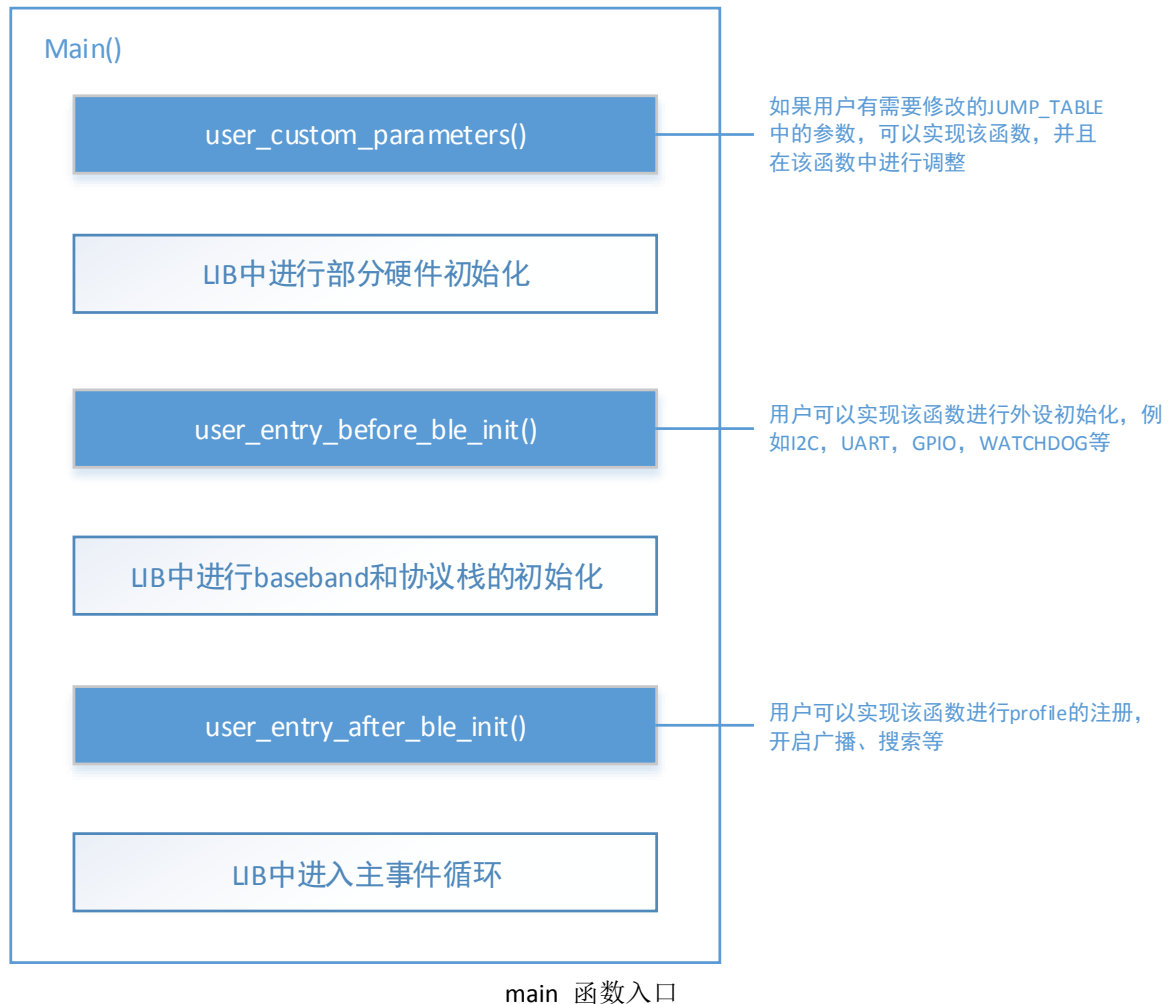 Main()
user_custom_parameters()
如果用户有需要修改的JUMP_TABLE
中的参数，可以实现该函数，并且
在该函数中进行调整
LIB中进行部分硬件初始化
user_entry_before_ble_init()
用户可以实现该函数进行外设初始化，例
如I2C，UART，GPIO，WATCHDOG等
LIB中进行baseband和协议栈的初始化
user_entry_after_ble_init()
用户可以实现该函数进行profile的注册，
开启广播、搜索等
LIB中进入主事件循环
main 函数入口